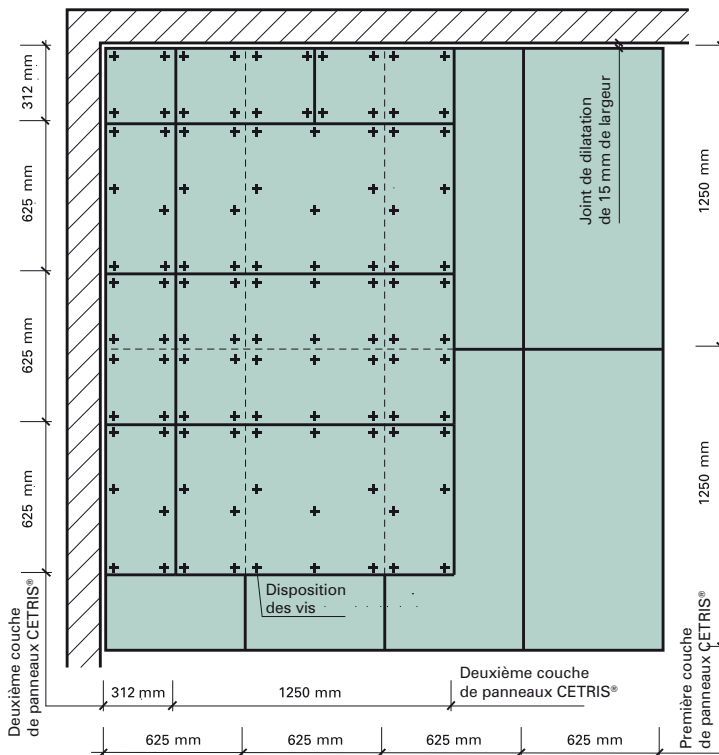 312 mm
625 mm
625 mm
625 mm
Deuxième couche
de panneaux CETRIS®
Joint de dilatation
de 15 mm de largeur
1250 mm
1250 mm
Disposition
des vis
Première couche
de panneaux CETRIS®
312 mm
1250 mm
Deuxième couche
de panneaux CETRIS®
625 mm
625 mm
625 mm
625 mm